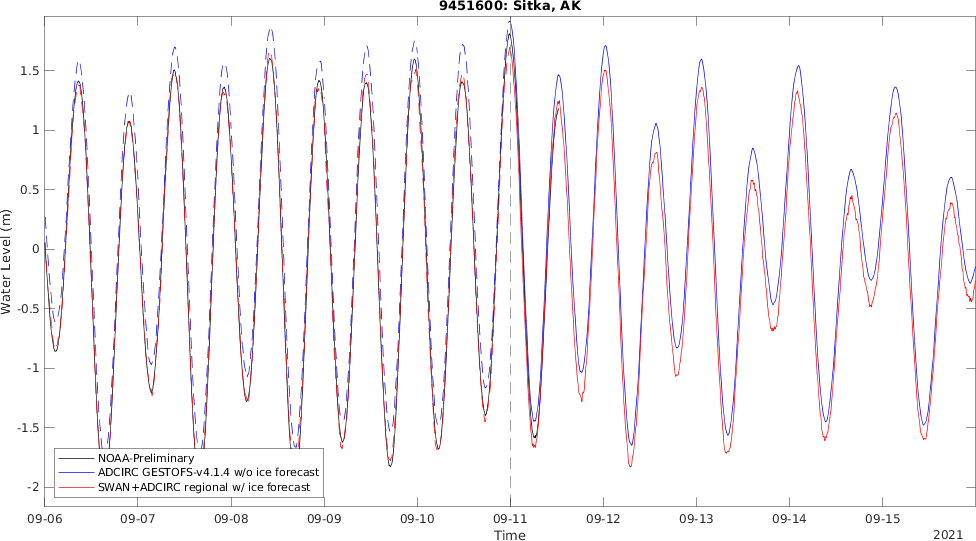 9451600: Sitka, AK
Water Level (m)
1.5
1
0.5
0
-0.5
-1
-1.5
-2
NOAA-Preliminary
ADCIRC GESTOFS-v4.1.4 w/o ice forecast
SWAN+ADCIRC regional w/ ice forecast
09-06 09-07 09-08 09-09 09-10 09-11 09-12 09-13 09-14 09-15
Time
2021